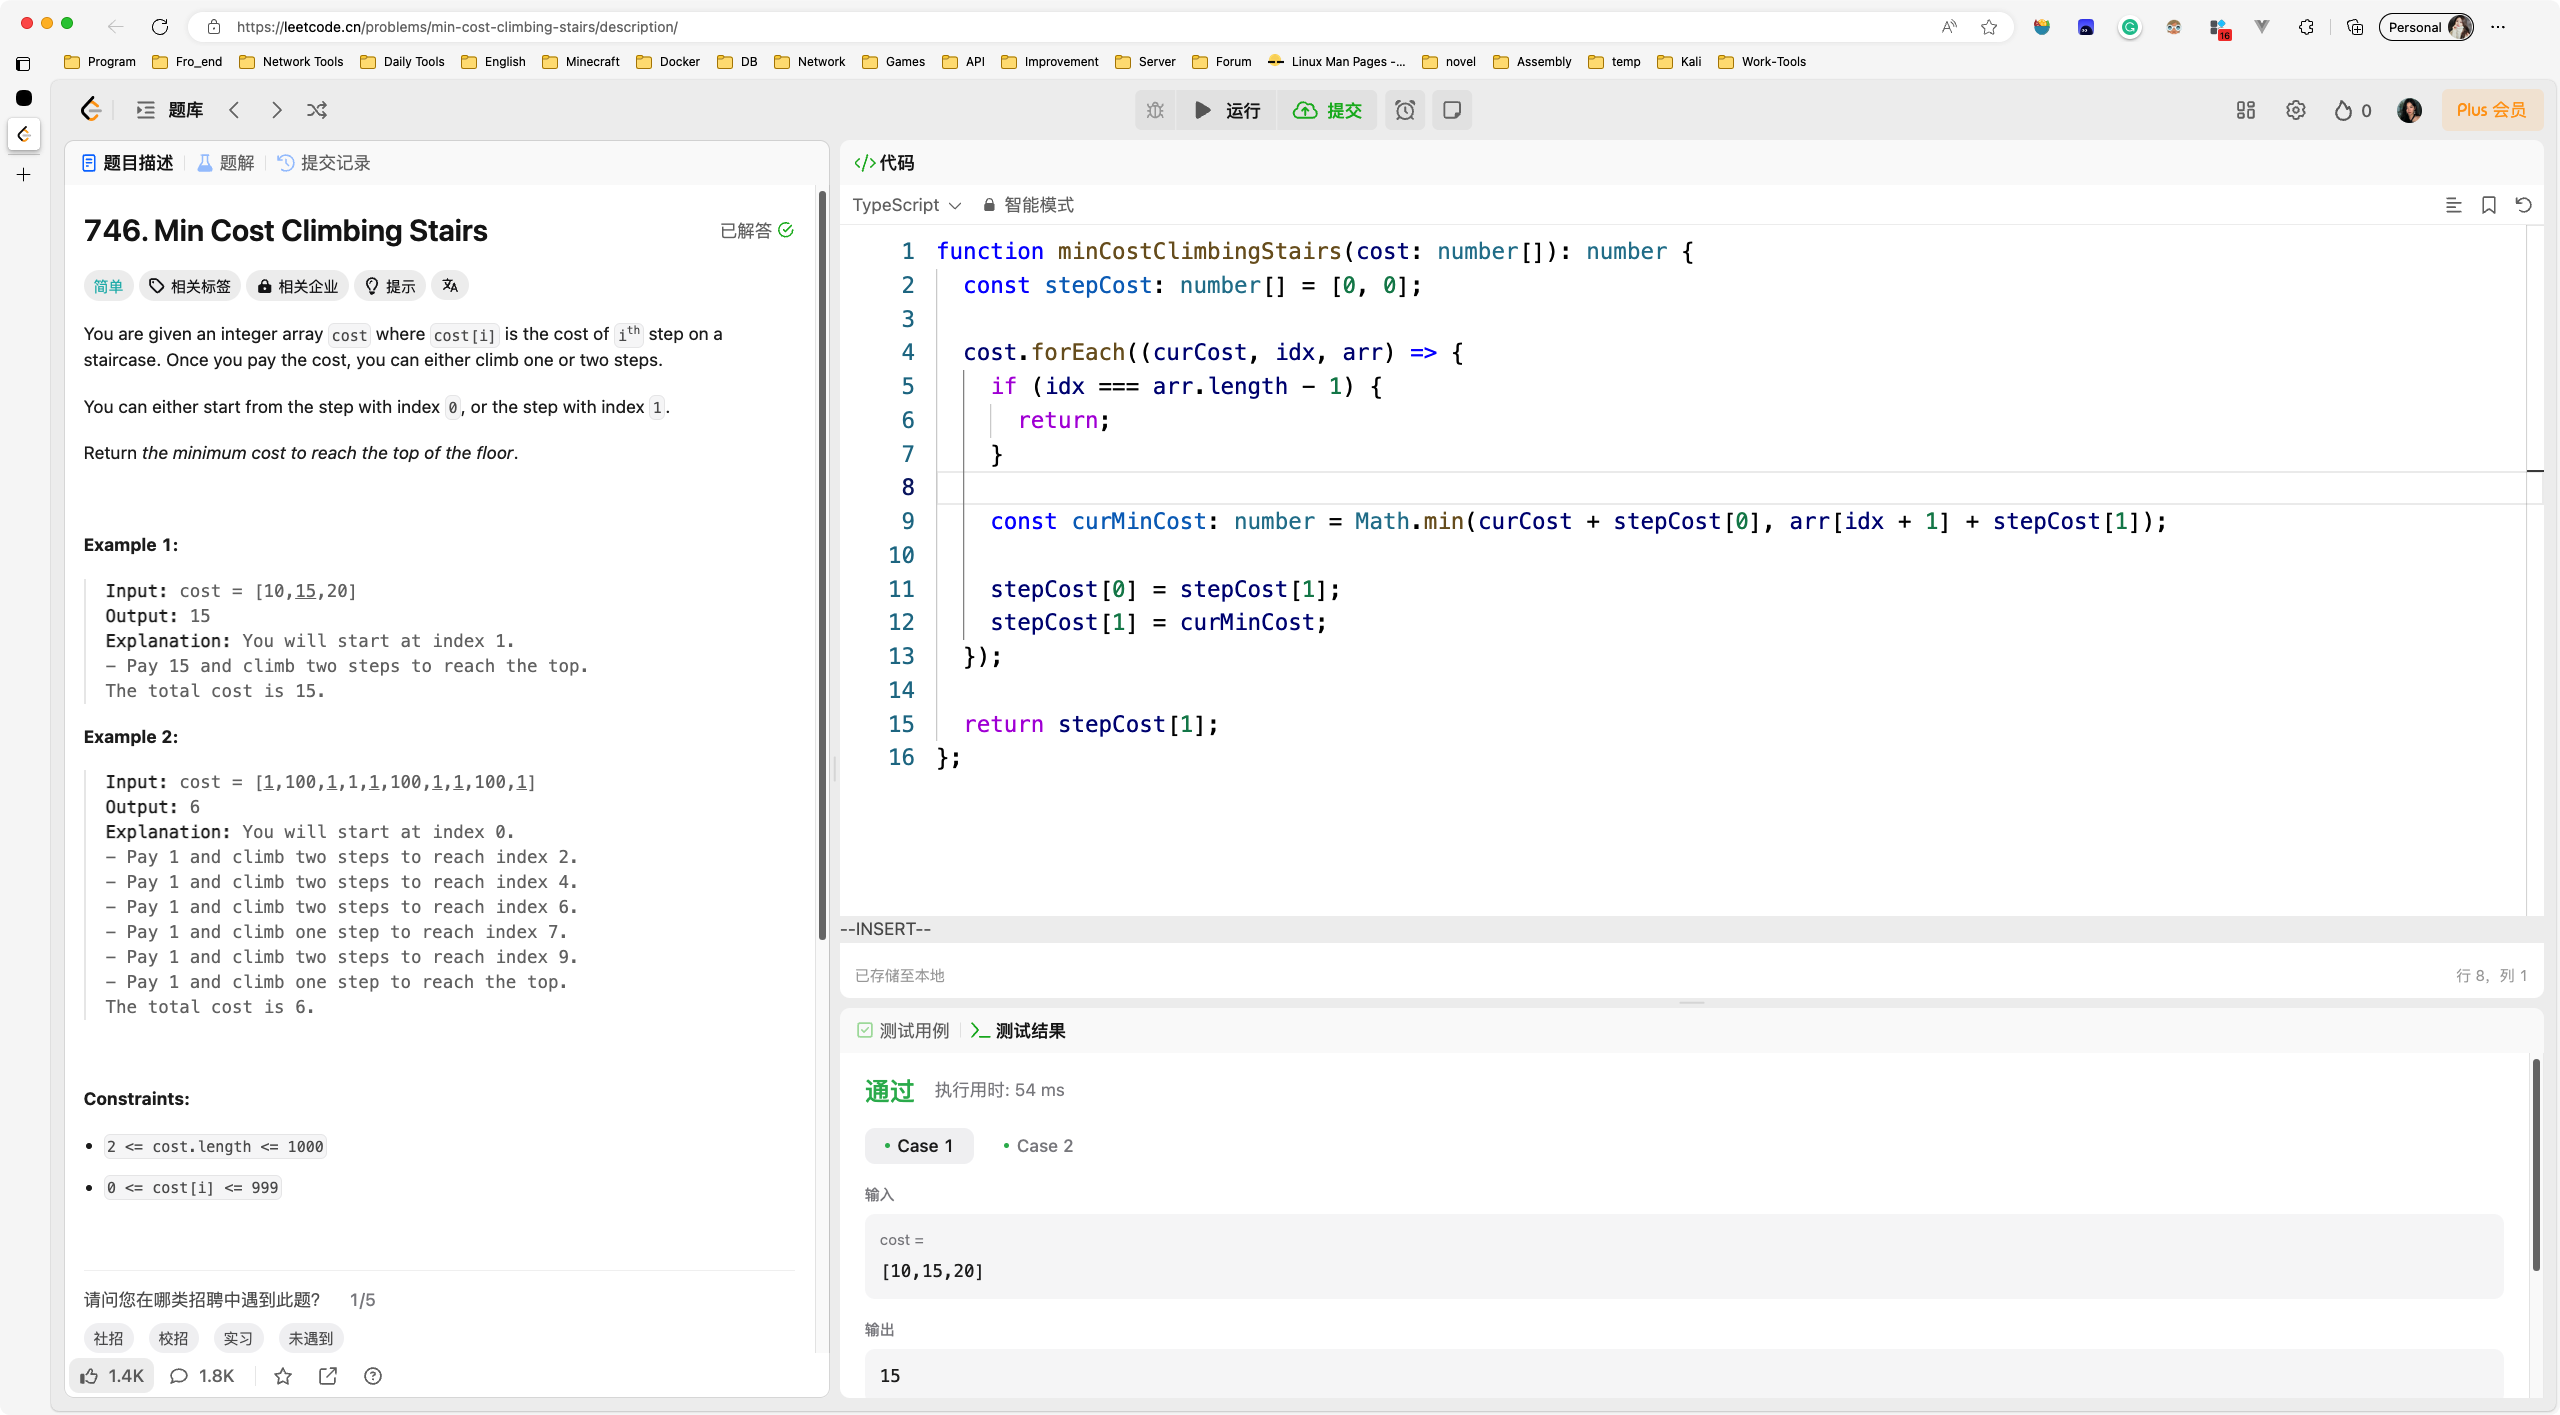 https://leetcode.cn/problems/min-cost-climbing-stairs/description/
Personal
16
Program
Fro_end
Network Tools
Daily Tools
English
Minecraft
Docker
DB
Network
Games
API
Improvement
Server
Forum
Linux Man Pages -...
novel
Assembly
temp
Kali
Work-Tools
题库
运行
提交
0
Plus 会员
题目描述
题解
提交记录
746. Min Cost Climbing Stairs
已解答
简单
相关标签
相关企业
提示
You are given an integer array cost where cost[i] is the cost of ith step on a
staircase. Once you pay the cost, you can either climb one or two steps.
You can either start from the step with index 0, or the step with index 1.
Return the minimum cost to reach the top of the floor.
Example 1:
Input: cost = [10,15,20]
Output: 15
Explanation: You will start at index 1.
- Pay 15 and climb two steps to reach the top.
The total cost is 15.
Example 2:
Input: cost = [1,100,1,1,1,100,1,1,100,1]
Output: 6
Explanation: You will start at index 0.
- Pay 1 and climb two steps to reach index 2.
- Pay 1 and climb two steps to reach index 4.
- Pay 1 and climb two steps to reach index 6.
- Pay 1 and climb one step to reach index 7.
- Pay 1 and climb two steps to reach index 9.
- Pay 1 and climb one step to reach the top.
The total cost is 6.
Constraints:
• 2 <= cost.length <= 1000
• 0 <= cost[i] <= 999
请问您在哪类招聘中遇到此题? 1/5
社招
校招
实习
未遇到
1.4K
1.8K
</>代码
TypeScript
智能模式
1 function minCostClimbingStairs(cost: number[]): number {
2 const stepCost: number[] = [0, 0];
3
4 cost.forEach((curCost, idx, arr) => {
5 if (idx === arr.length - 1) {
6 return;
7 }
8
9 const curMinCost: number = Math.min(curCost + stepCost[0], arr[idx + 1] + stepCost[1]);
10
11 stepCost[0] = stepCost[1];
12 stepCost[1] = curMinCost;
13 });
14
15 return stepCost[1];
16 };
--INSERT--
已存储至本地
行 8, 列 1
测试用例
测试结果
通过
执行用时: 54 ms
• Case 1
• Case 2
输入
cost =
[10,15,20]
输出
15